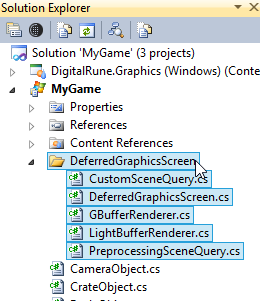 Solution Explorer
Solution 'MyGame' (3 projects)
DigitalRune.Graphics (Windows) (Conte
MyGame
Properties
References
Content References
DeferredGraphicsScreen
CustomSceneQuery.cs
DeferredGraphicsScreen.cs
GBufferRenderer.cs
LightBufferRenderer.cs
PreprocessingSceneQuery.cs
CameraObject.cs
CrateObject.cs